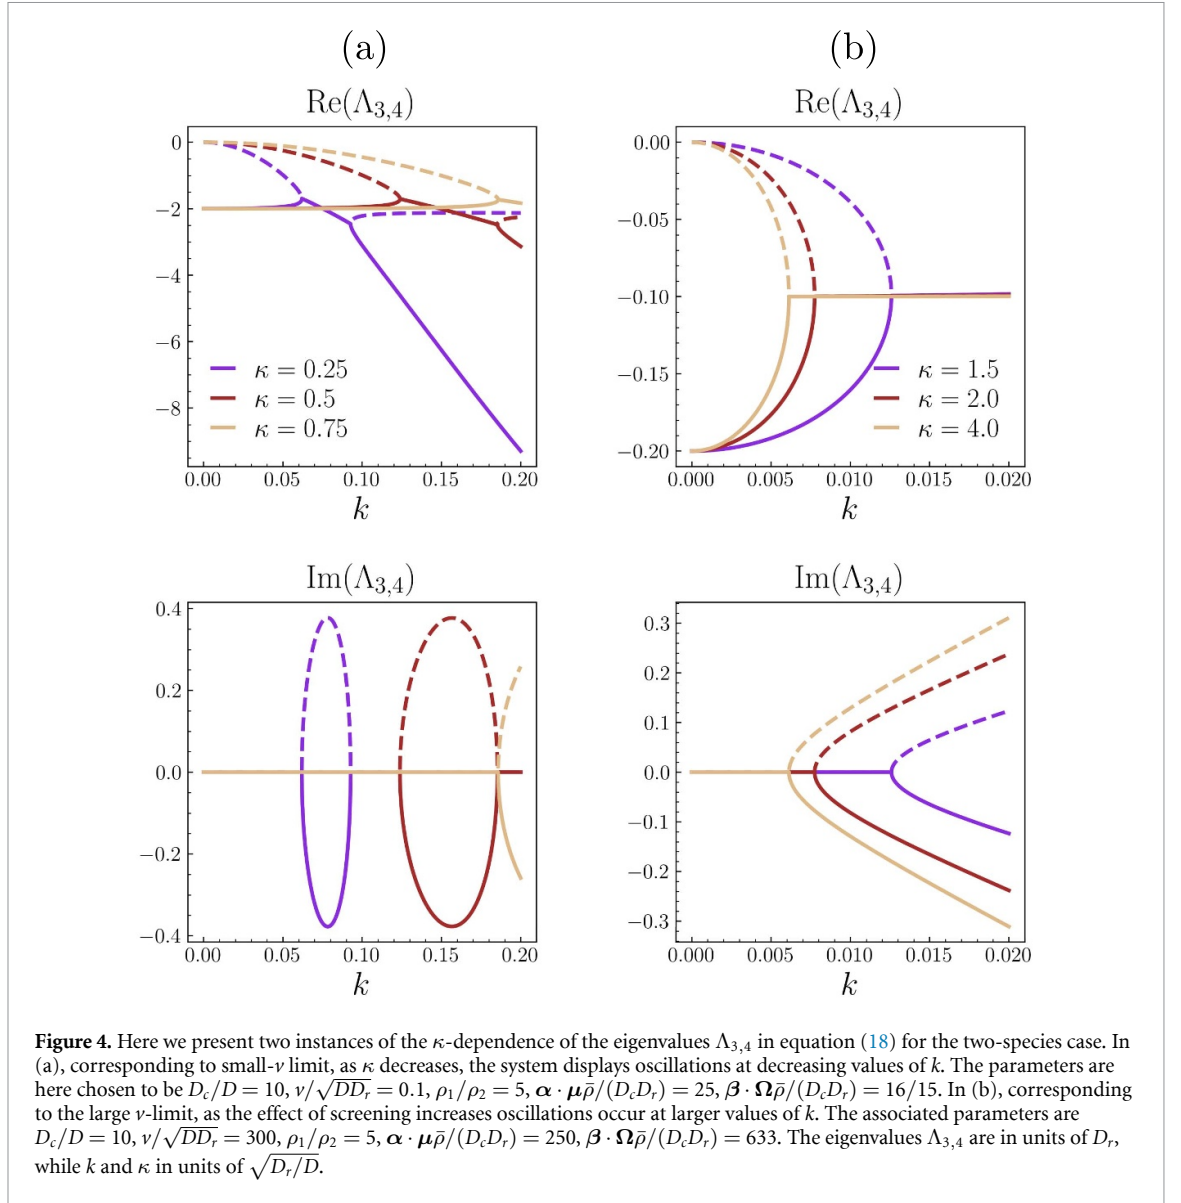 (a)
(b)
Re(Λ3,4)
Re(Λ3,4)
0
−2
−4
−6
−8
κ = 0.25
κ = 0.5
κ = 0.75
0.00 0.05 0.10 0.15 0.20
k
0.00
−0.05
−0.10
−0.15
−0.20
κ = 1.5
κ = 2.0
κ = 4.0
0.000 0.005 0.010 0.015 0.020
k
Im(Λ3,4)
Im(Λ3,4)
0.4
0.2
0.0
−0.2
−0.4
0.00 0.05 0.10 0.15 0.20
k
0.3
0.2
0.1
0.0
−0.1
−0.2
−0.3
0.000 0.005 0.010 0.015 0.020
k
Figure 4. Here we present two instances of the κ-dependence of the eigenvalues Λ3,4 in equation (18) for the two-species case. In
(a), corresponding to small-ν limit, as κ decreases, the system displays oscillations at decreasing values of k. The parameters are
here chosen to be Dc/D = 10, ν/√DDr = 0.1, ρ1/ρ2 = 5, α · μρ̄/(DcDr) = 25, β · Ωρ̄/(DcDr) = 16/15. In (b), corresponding
to the large ν-limit, as the effect of screening increases oscillations occur at larger values of k. The associated parameters are
Dc/D = 10, ν/√DDr = 300, ρ1/ρ2 = 5, α · μρ̄/(DcDr) = 250, β · Ωρ̄/(DcDr) = 633. The eigenvalues Λ3,4 are in units of Dr,
while k and κ in units of √Dr/D.